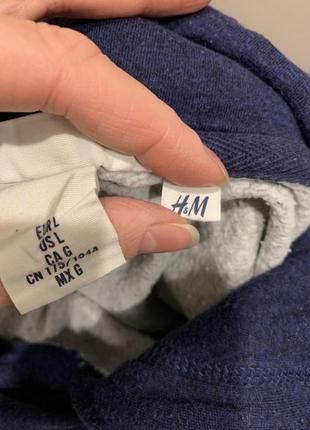 EUR L
US L
CA G
CN 175/104A
MX G
H&M